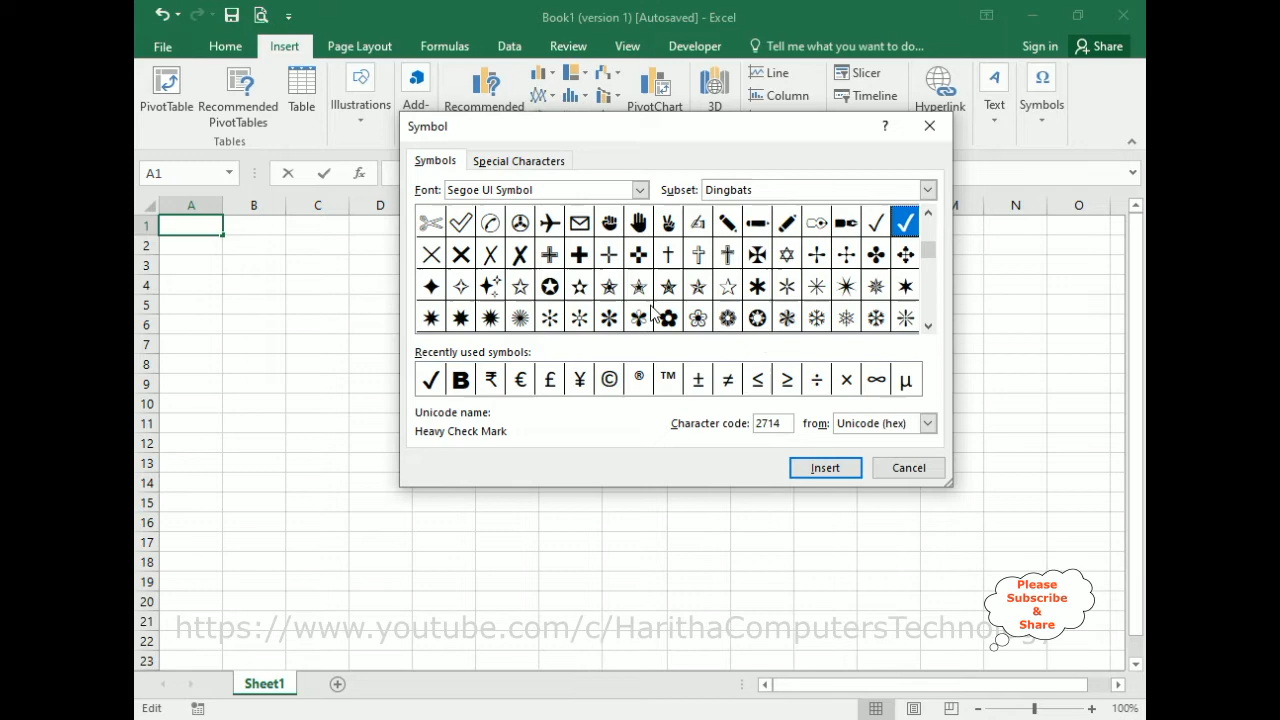 Book1 (version 1) [Autosaved] - Excel
File Home Insert Page Layout Formulas Data Review View Developer Tell me what you want to do... Sign in Share
PivotTable
Recommended
PivotTables
Table
Tables
Illustrations
Add-
Recommended
PivotChart
3D
Line
Column
Slicer
Timeline
Hyperlink
Text
Symbols
Symbol
?
Symbols Special Characters
A1
fx
Font: Segoe UI Symbol Subset: Dingbats
Recently used symbols:
✔ B ₹ € £ ¥ © ® ™ ± ≠ ≤ ≥ ÷ × ∞ µ
Unicode name:
Heavy Check Mark
Character code: 2714 from: Unicode (hex)
Insert Cancel
A B C D M N O
1
2
3
4
5
6
7
8
9
10
11
12
13
14
15
16
17
18
19
20
21
22
23
Please
Subscribe
&
Share
https://www.youtube.com/c/HarithaComputersTechno
Sheet1
Edit
100%